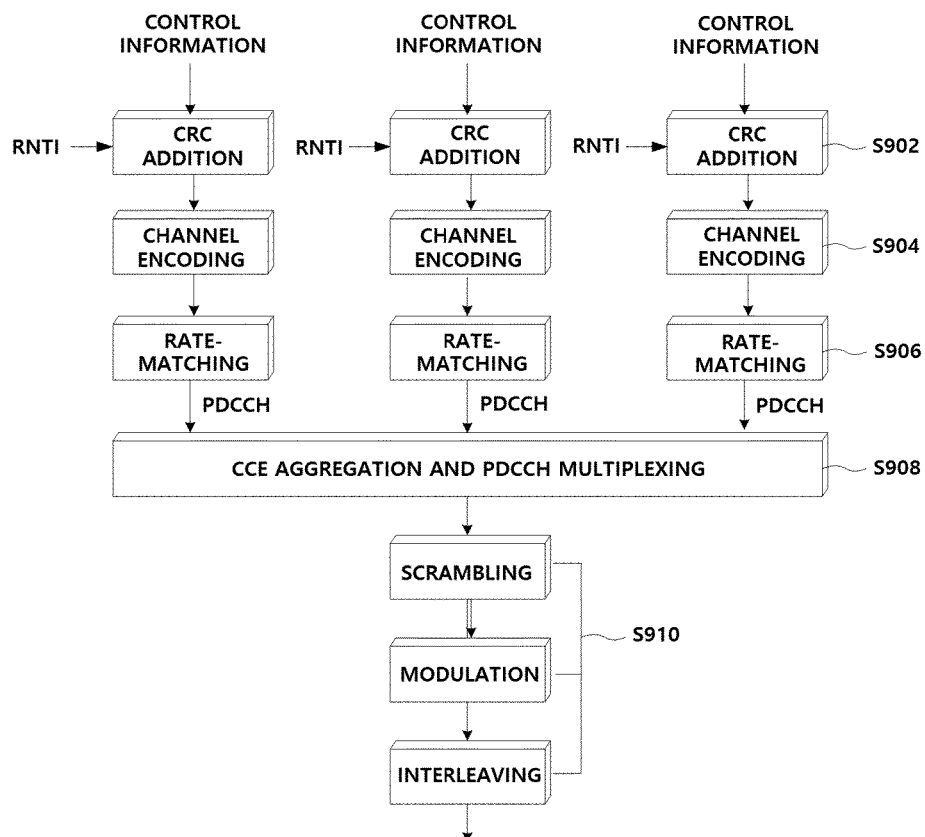 CONTROL
INFORMATION
CONTROL
INFORMATION
CONTROL
INFORMATION
RNTI
CRC
ADDITION
RNTI
CRC
ADDITION
RNTI
CRC
ADDITION
S902
CHANNEL
ENCODING
CHANNEL
ENCODING
CHANNEL
ENCODING
S904
RATE-
MATCHING
RATE-
MATCHING
RATE-
MATCHING
S906
PDCCH
PDCCH
PDCCH
CCE AGGREGATION AND PDCCH MULTIPLEXING
S908
SCRAMBLING
S910
MODULATION
INTERLEAVING